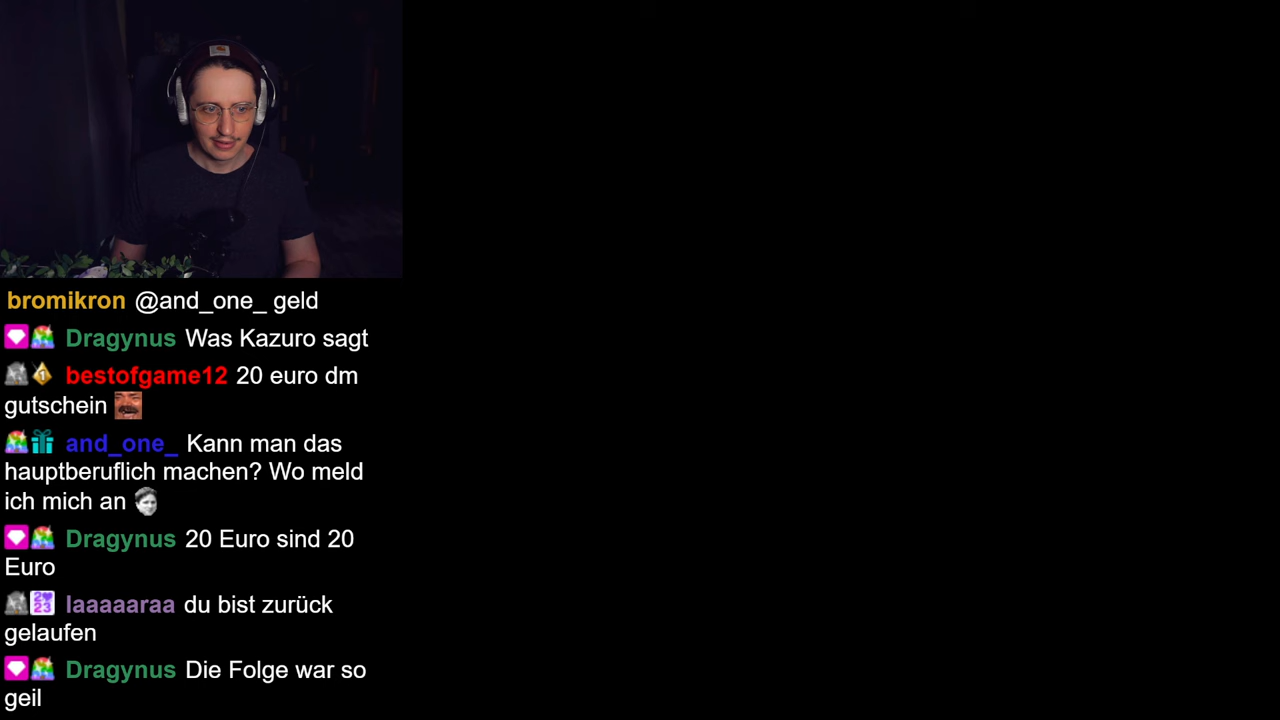 bromikron @and_one_ geld
Dragynus Was Kazuro sagt
bestofgame12 20 euro dm
gutschein
and_one_ Kann man das
hauptberuflich machen? Wo meld
ich mich an
Dragynus 20 Euro sind 20
Euro
laaaaaraa du bist zurück
gelaufen
Dragynus Die Folge war so
geil